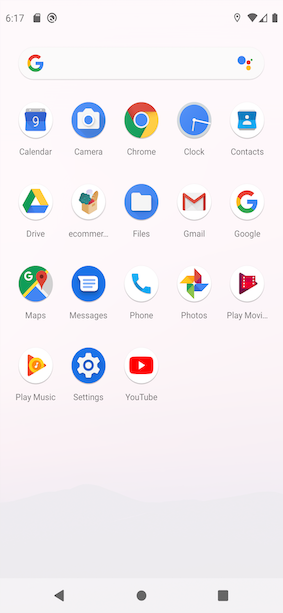 6:17
Calendar Camera Chrome Clock Contacts
Drive ecommer... Files Gmail Google
Maps Messages Phone Photos Play Movi...
Play Music Settings YouTube